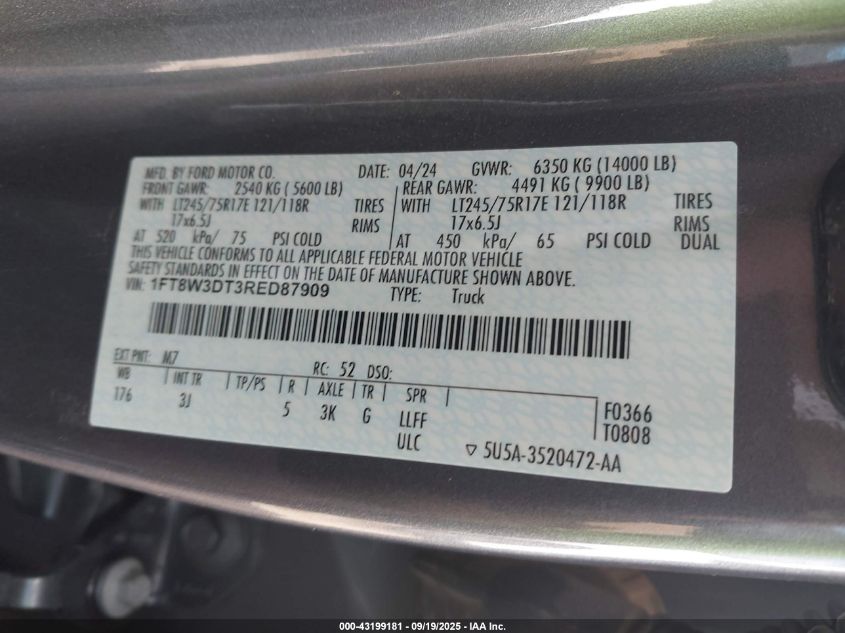 MFD. BY FORD MOTOR CO. DATE: 04/24 GVWR: 6350 KG (14000 LB)
FRONT GAWR: 2540 KG ( 5600 LB) REAR GAWR: 4491 KG ( 9900 LB)
WITH LT245/75R17E 121/118R TIRES WITH LT245/75R17E 121/118R TIRES
17x6.5J RIMS 17x6.5J RIMS
AT 520 kPa/ 75 PSI COLD AT 450 kPa/ 65 PSI COLD DUAL
THIS VEHICLE CONFORMS TO ALL APPLICABLE FEDERAL MOTOR VEHICLE
SAFETY STANDARDS IN EFFECT ON THE DATE OF MANUFACTURE SHOWN ABOVE.
VIN: 1FT8W3DT3RED87909 TYPE: Truck
EXT PNT: M7 RC: 52 DSO:
WB INT TR TP/PS R AXLE TR SPR
176 3J 5 3K G LLFF F0366
ULC T0808
▽ 5U5A-3520472-AA
000-43199181 - 09/19/2025 - IAA Inc.